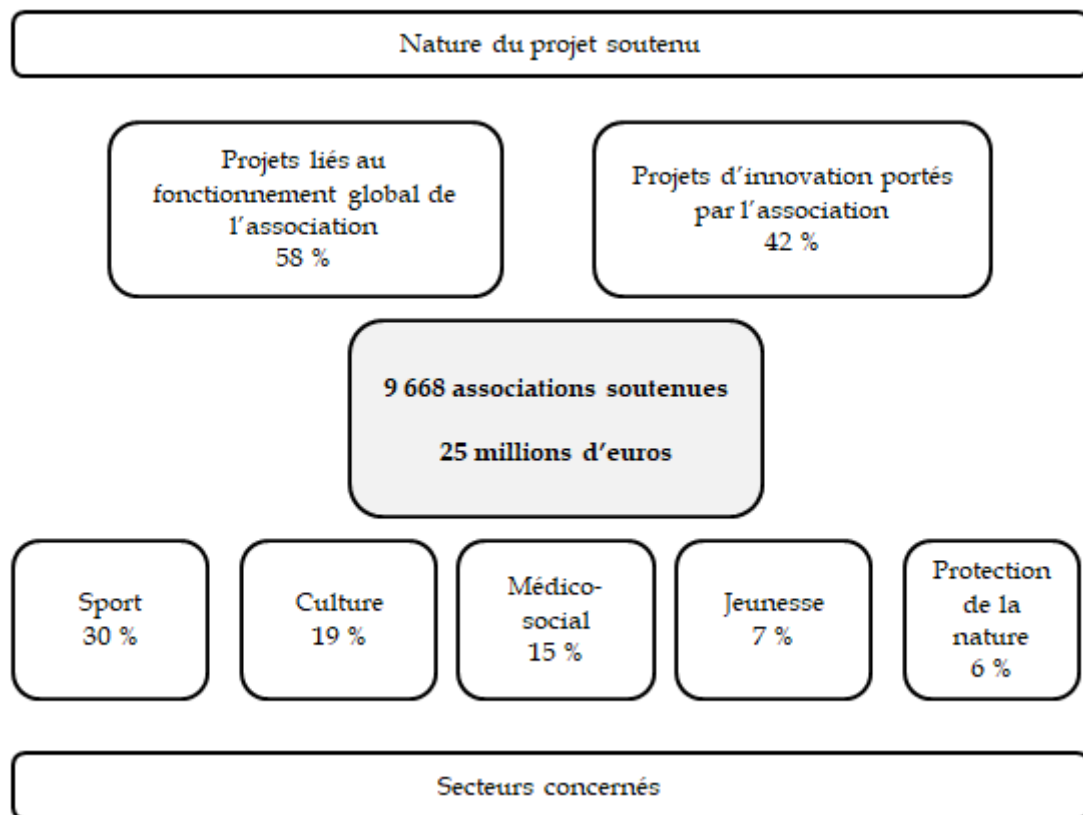 Nature du projet soutenu
Projets liés au
fonctionnement global de
l'association
58 %
Projets d'innovation portés
par l'association
42 %
9 668 associations soutenues
25 millions d'euros
Sport
30 %
Culture
19 %
Médico-
social
15 %
Jeunesse
7 %
Protection
de la
nature
6 %
Secteurs concernés